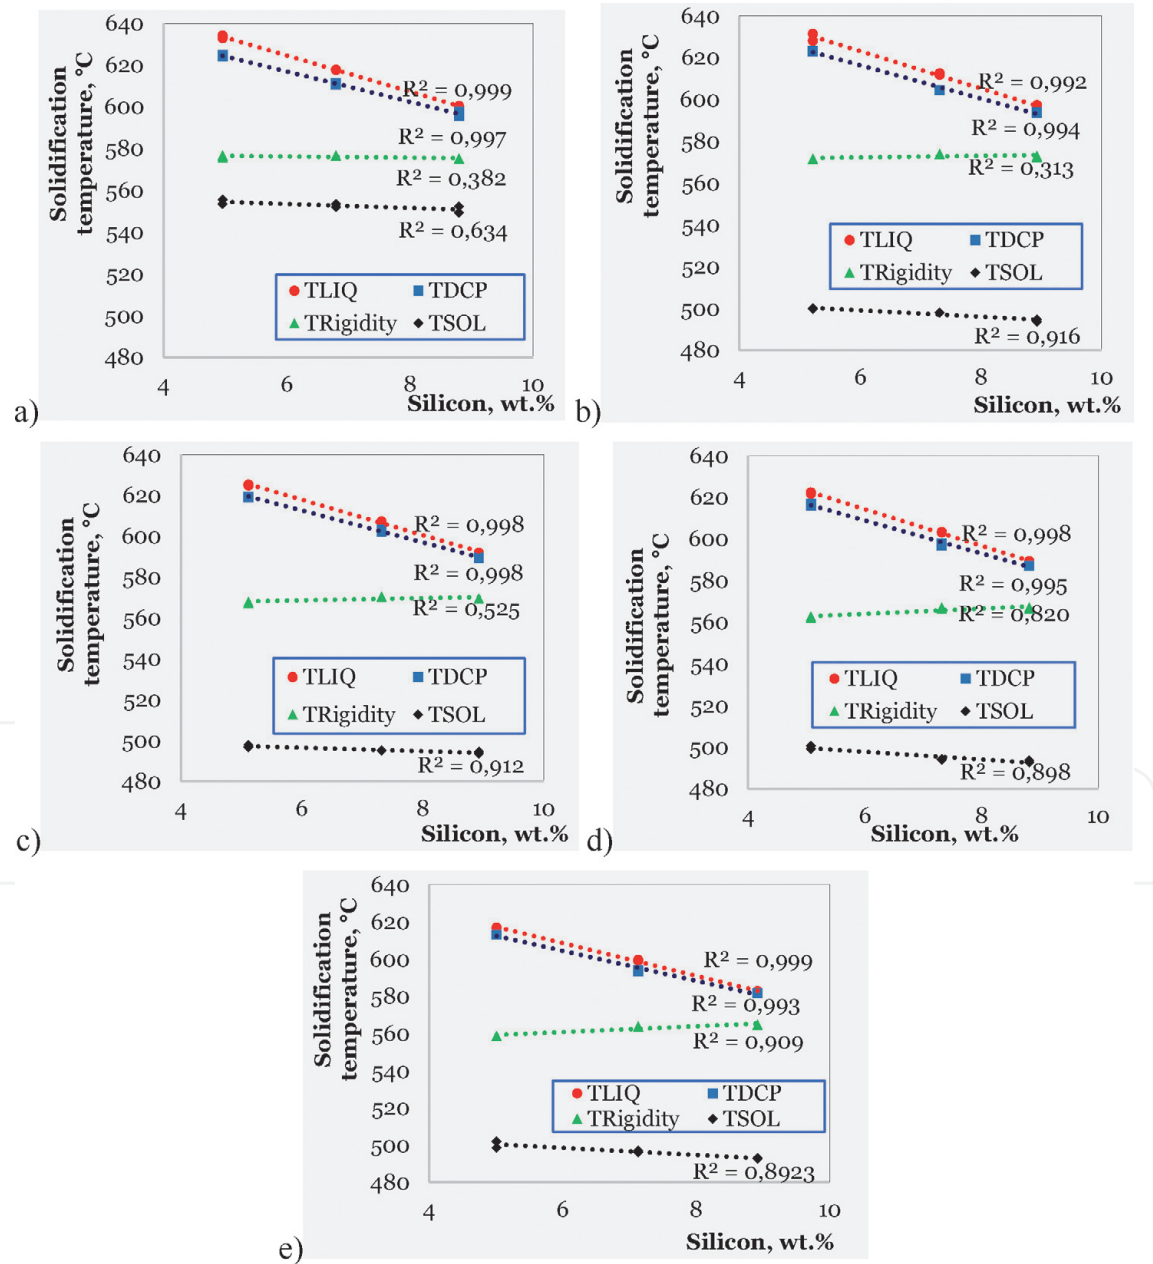 Solidification
temperature, °C
640
620
600
580
560
540
520
500
480
R² = 0,999
R² = 0,997
R² = 0,382
R² = 0,634
TLIQ TDCP
TRigidity TSOL
4 6 8 10
Silicon, wt.%
a)
Solidification
temperature, °C
640
620
600
580
560
540
520
500
480
R² = 0,992
R² = 0,994
R² = 0,313
TLIQ TDCP
TRigidity TSOL
R² = 0,916
4 6 8 10
Silicon, wt.%
b)
Solidification
temperature, °C
640
620
600
580
560
540
520
500
480
R² = 0,998
R² = 0,998
R² = 0,525
TLIQ TDCP
TRigidity TSOL
R² = 0,912
4 6 8 10
Silicon, wt.%
c)
Solidification
temperature, °C
640
620
600
580
560
540
520
500
480
R² = 0,998
R² = 0,995
R² = 0,820
TLIQ TDCP
TRigidity TSOL
R² = 0,898
4 6 8 10
Silicon, wt.%
d)
Solidification
temperature, °C
640
620
600
580
560
540
520
500
480
R² = 0,999
R² = 0,993
R² = 0,909
TLIQ TDCP
TRigidity TSOL
R² = 0,8923
4 6 8 10
Silicon, wt.%
e)